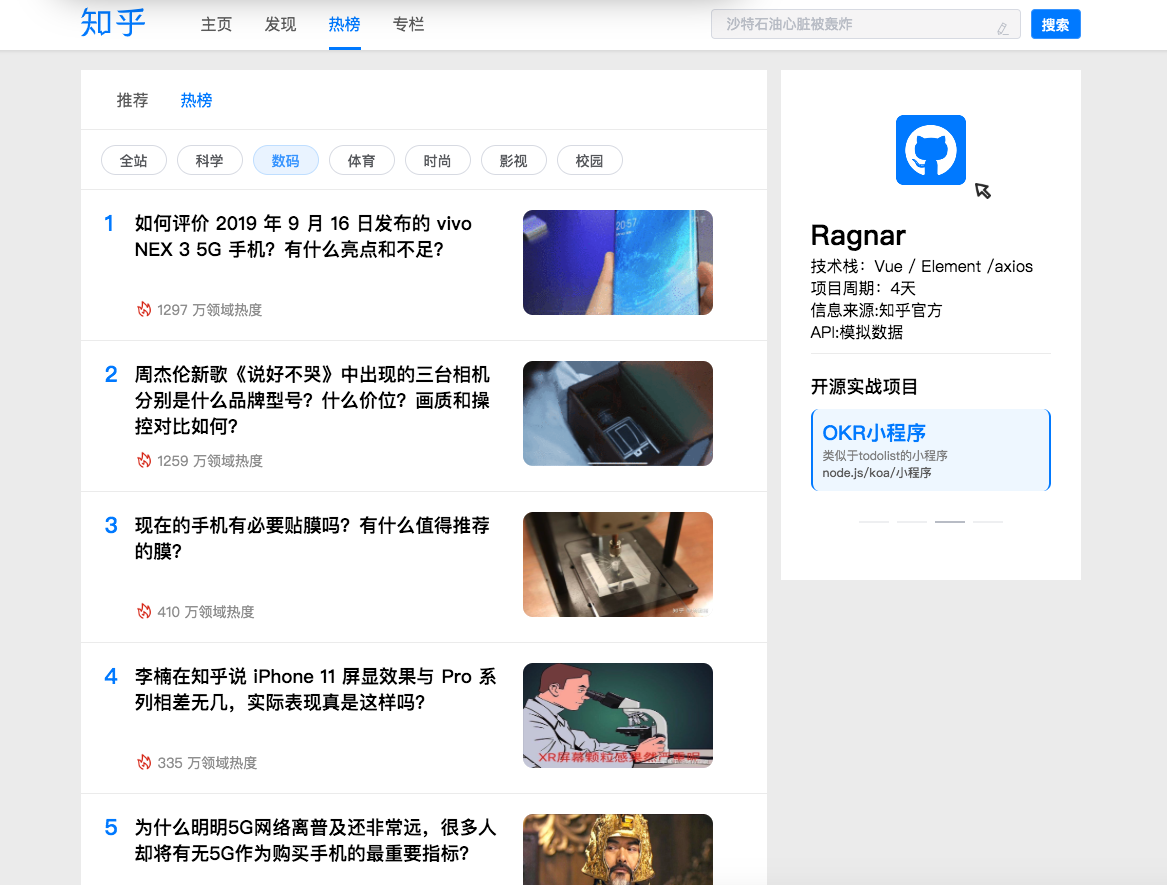 知乎
主页 发现 热榜 专栏
沙特石油心脏被轰炸
搜索
推荐 热榜
全站 科学 数码 体育 时尚 影视 校园
1
如何评价 2019 年 9 月 16 日发布的 vivo
NEX 3 5G 手机？有什么亮点和不足？
20:57
1297 万领域热度
2
周杰伦新歌《说好不哭》中出现的三台相机
分别是什么品牌型号？什么价位？画质和操
控对比如何？
1259 万领域热度
3
现在的手机有必要贴膜吗？有什么值得推荐
的膜？
410 万领域热度
4
李楠在知乎说 iPhone 11 屏显效果与 Pro 系
列相差无几，实际表现真是这样吗？
XR屏幕颗粒感果然严重呢
335 万领域热度
5
为什么明明5G网络离普及还非常远，很多人
却将有无5G作为购买手机的最重要指标？
Ragnar
技术栈：Vue / Element /axios
项目周期：4天
信息来源:知乎官方
API:模拟数据
开源实战项目
OKR小程序
类似于todolist的小程序
node.js/koa/小程序